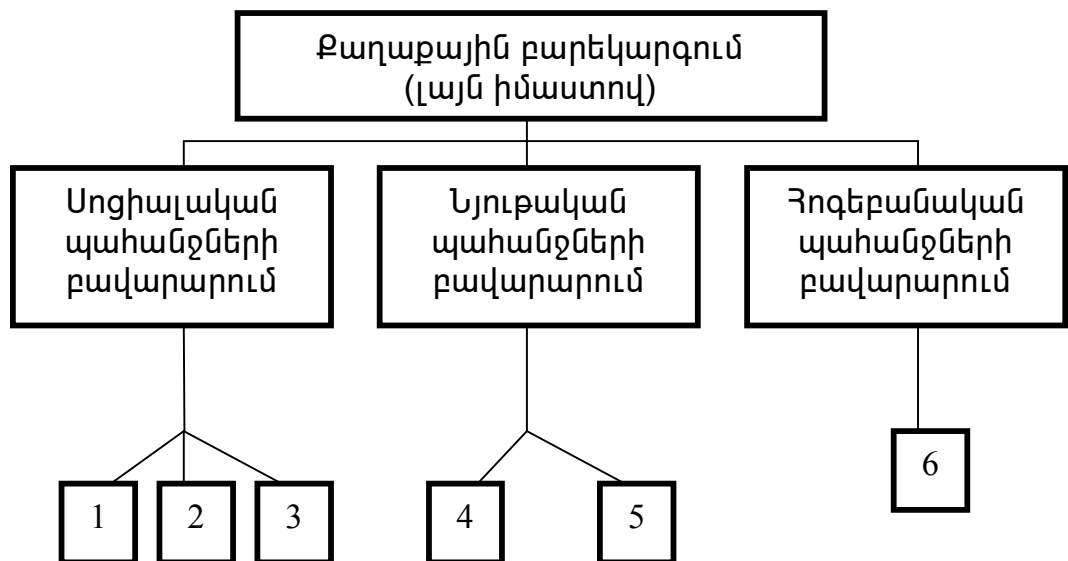 Քաղաքային բարեկարգում
(լայն իմաստով)
Սոցիալական
պահանջների
բավարարում
Նյութական
պահանջների
բավարարում
Հոգեբանական
պահանջների
բավարարում
1
2
3
4
5
6